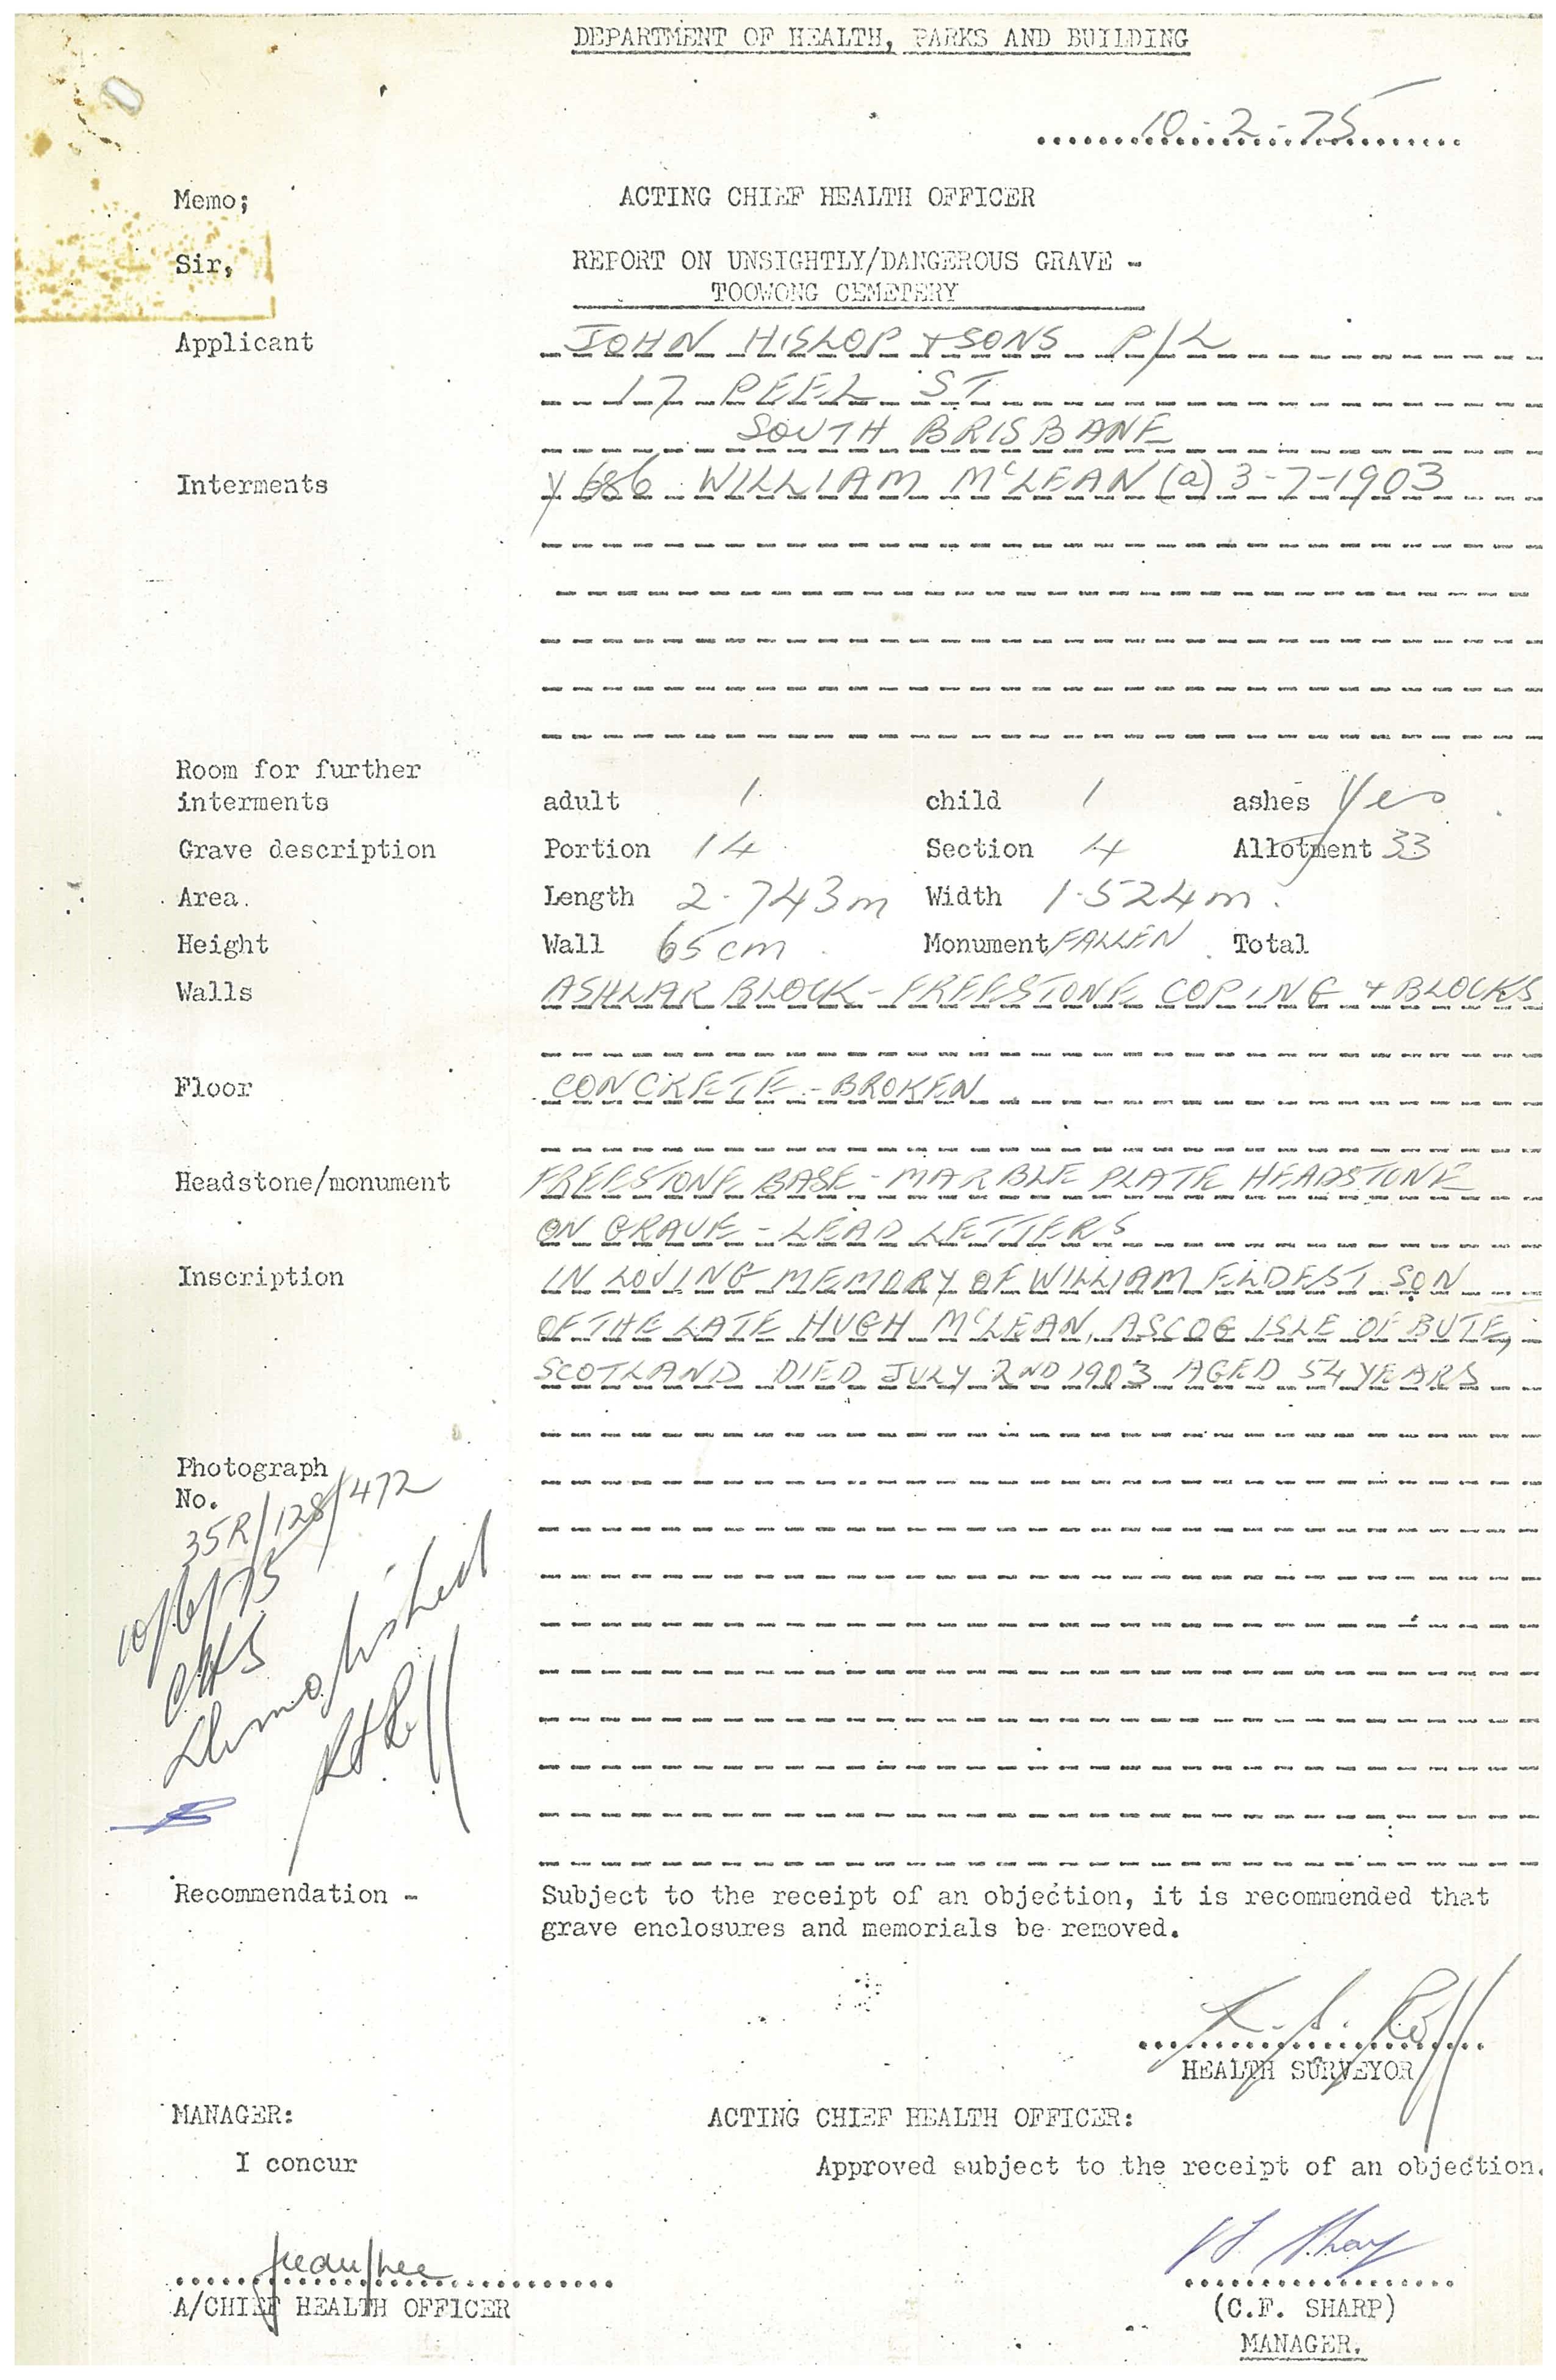 DEPARTMENT OF HEALTH, PARKS AND BUILDING
10-2-75
Memo; ACTING CHIEF HEALTH OFFICER
Sir, REPORT ON UNSIGHTLY/DANGEROUS GRAVE -
TOOWONG CEMETERY
Applicant JOHN HISLOP & SONS P/L
17 PEEL ST
SOUTH BRISBANE
Interments Y 686 WILLIAM McLEAN (a) 3-7-1903
Room for further
interments adult 1 child 1 ashes Yes
Grave description Portion 14 Section 4 Allotment 33
Area. Length 2.743m Width 1.524m.
Height Wall 65cm Monument FALLEN Total
Walls ASHLAR BLOCK - FREESTONE COPING & BLOCKS
Floor CONCRETE - BROKEN
Headstone/monument FREESTONE BASE - MARBLE PLATE HEADSTONE
ON GRAVE - LEAD LETTERS
Inscription IN LOVING MEMORY OF WILLIAM ELDEST SON
OF THE LATE HUGH McLEAN, ASCOG ISLE OF BUTE,
SCOTLAND DIED JULY 2ND 1903 AGED 54 YEARS
Photograph
No.
35R/128/472
10/6/75
Demolished
Recommendation - Subject to the receipt of an objection, it is recommended that
grave enclosures and memorials be removed.
HEALTH SURVEYOR
MANAGER: ACTING CHIEF HEALTH OFFICER:
I concur Approved subject to the receipt of an objection.
A/CHIEF HEALTH OFFICER (C.F. SHARP)
MANAGER.